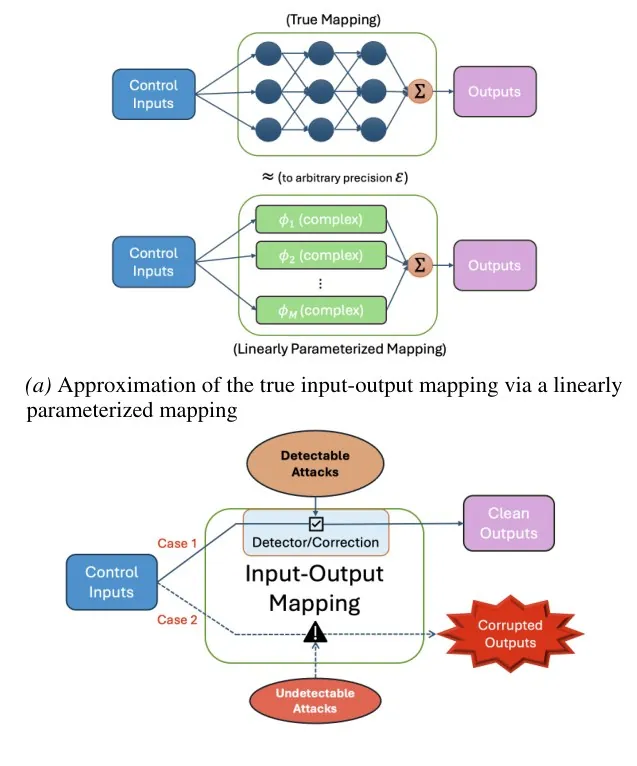 (True Mapping)
Control
Inputs
Σ
Outputs
≈ (to arbitrary precision ε)
Control
Inputs
ϕ₁ (complex)
ϕ₂ (complex)
⋮
ϕ_M (complex)
Σ
Outputs
(Linearly Parameterized Mapping)
(a) Approximation of the true input-output mapping via a linearly
parameterized mapping
Detectable
Attacks
Clean
Outputs
Case 1
Detector/Correction
Control
Inputs
Input-Output
Mapping
Case 2
!
Corrupted
Outputs
Undetectable
Attacks